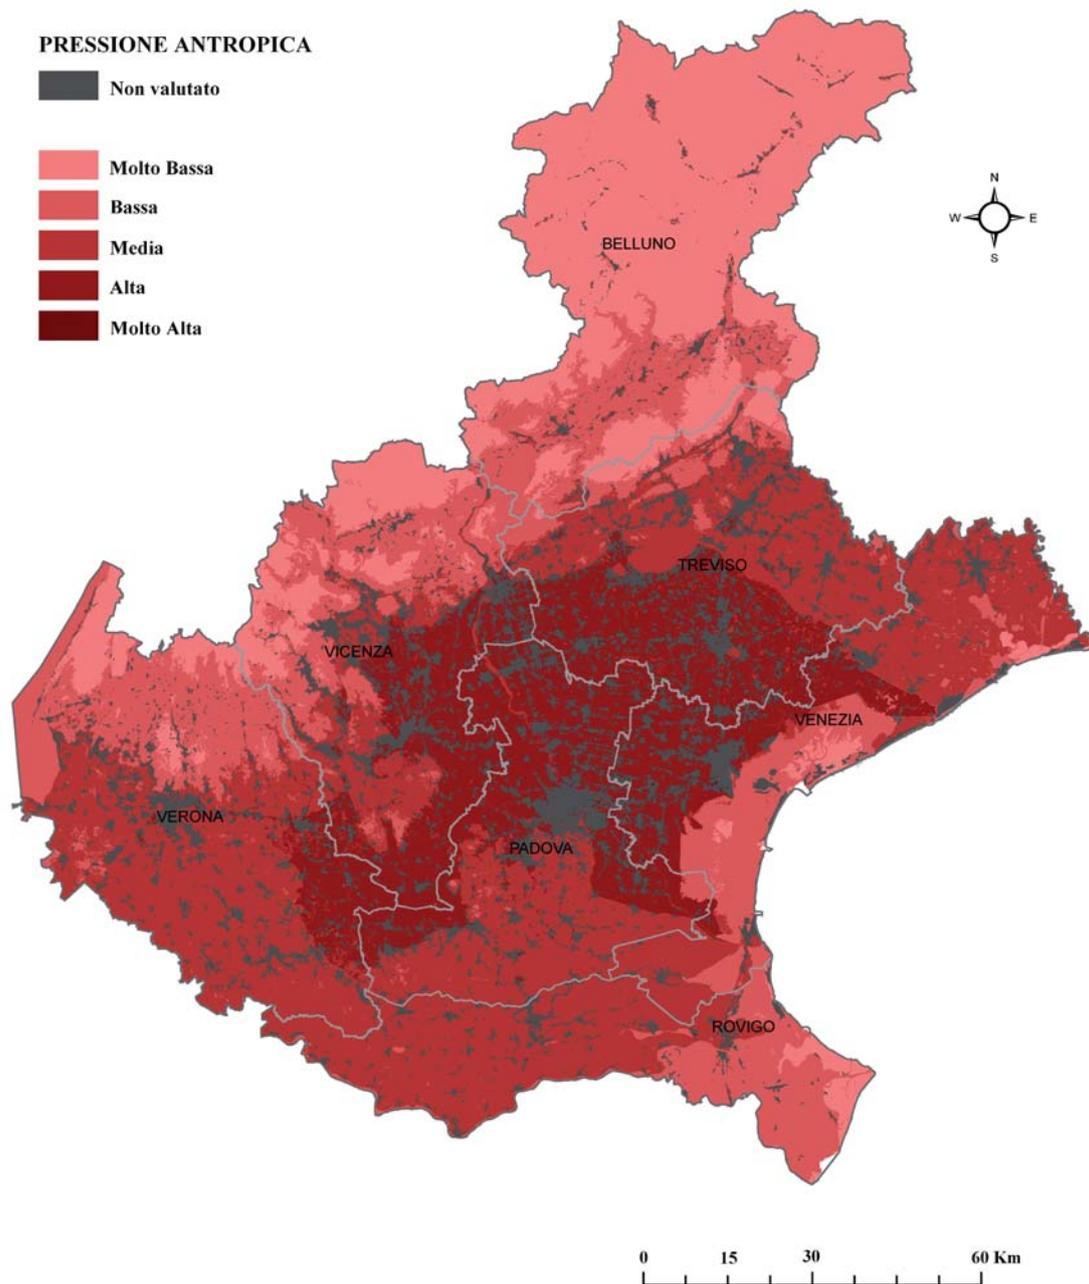 PRESSIONE ANTROPICA
Non valutato
Molto Bassa
Bassa
Media
Alta
Molto Alta
N
W E
S
BELLUNO
TREVISO
VICENZA
VENEZIA
VERONA
PADOVA
ROVIGO
0 15 30 60 Km